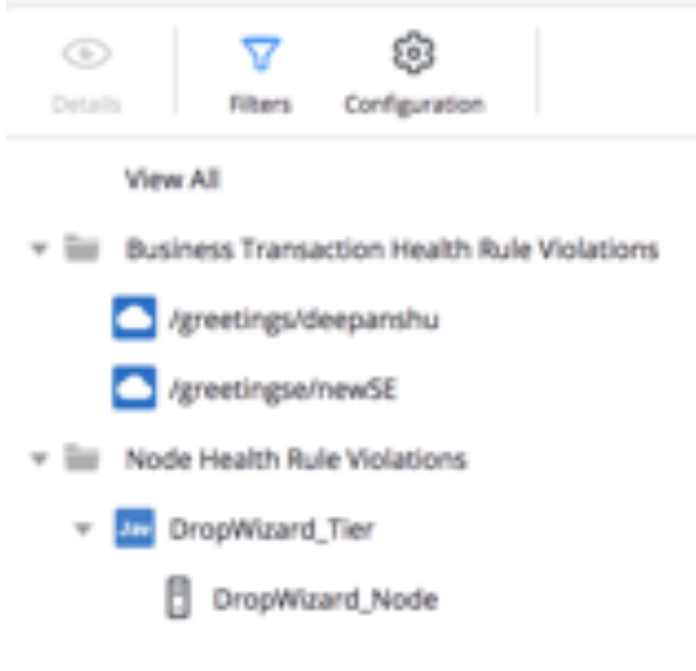 Details
Filters
Configuration
View All
Business Transaction Health Rule Violations
/greetings/deepanshu
/greetingse/newSE
Node Health Rule Violations
Jav DropWizard_Tier
DropWizard_Node